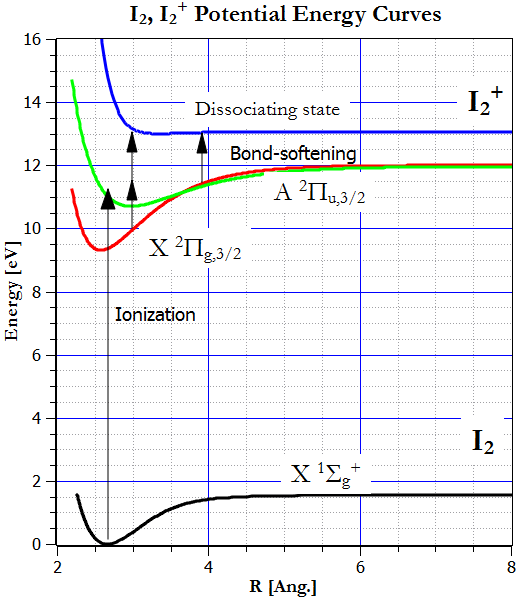 I₂, I₂⁺ Potential Energy Curves
16
14
12
10
8
6
4
2
0
Energy [eV]
I₂⁺
Dissociating state
Bond-softening
A ²Πu,3/2
X ²Πg,3/2
Ionization
I₂
X ¹Σg⁺
2
4
6
8
R [Ang.]